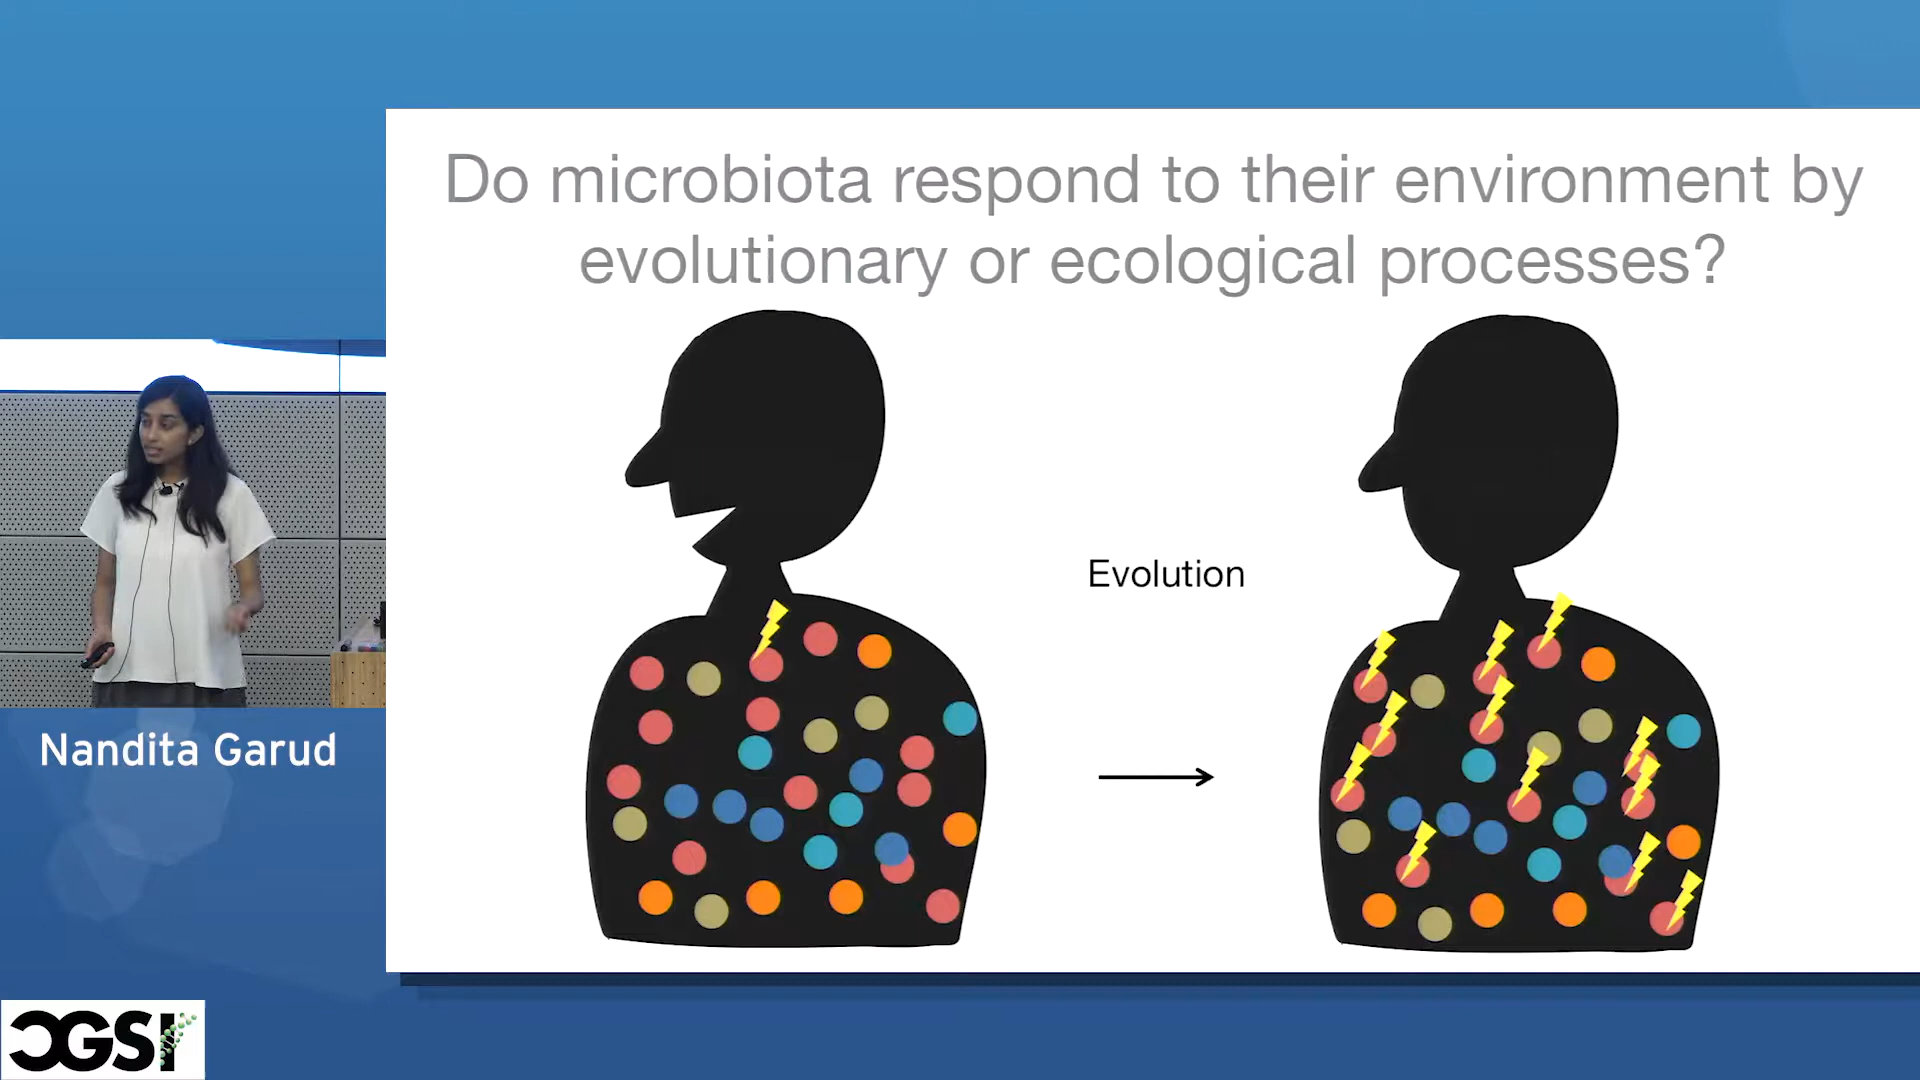 Do microbiota respond to their environment by
evolutionary or ecological processes?
Evolution
Nandita Garud
CGSI